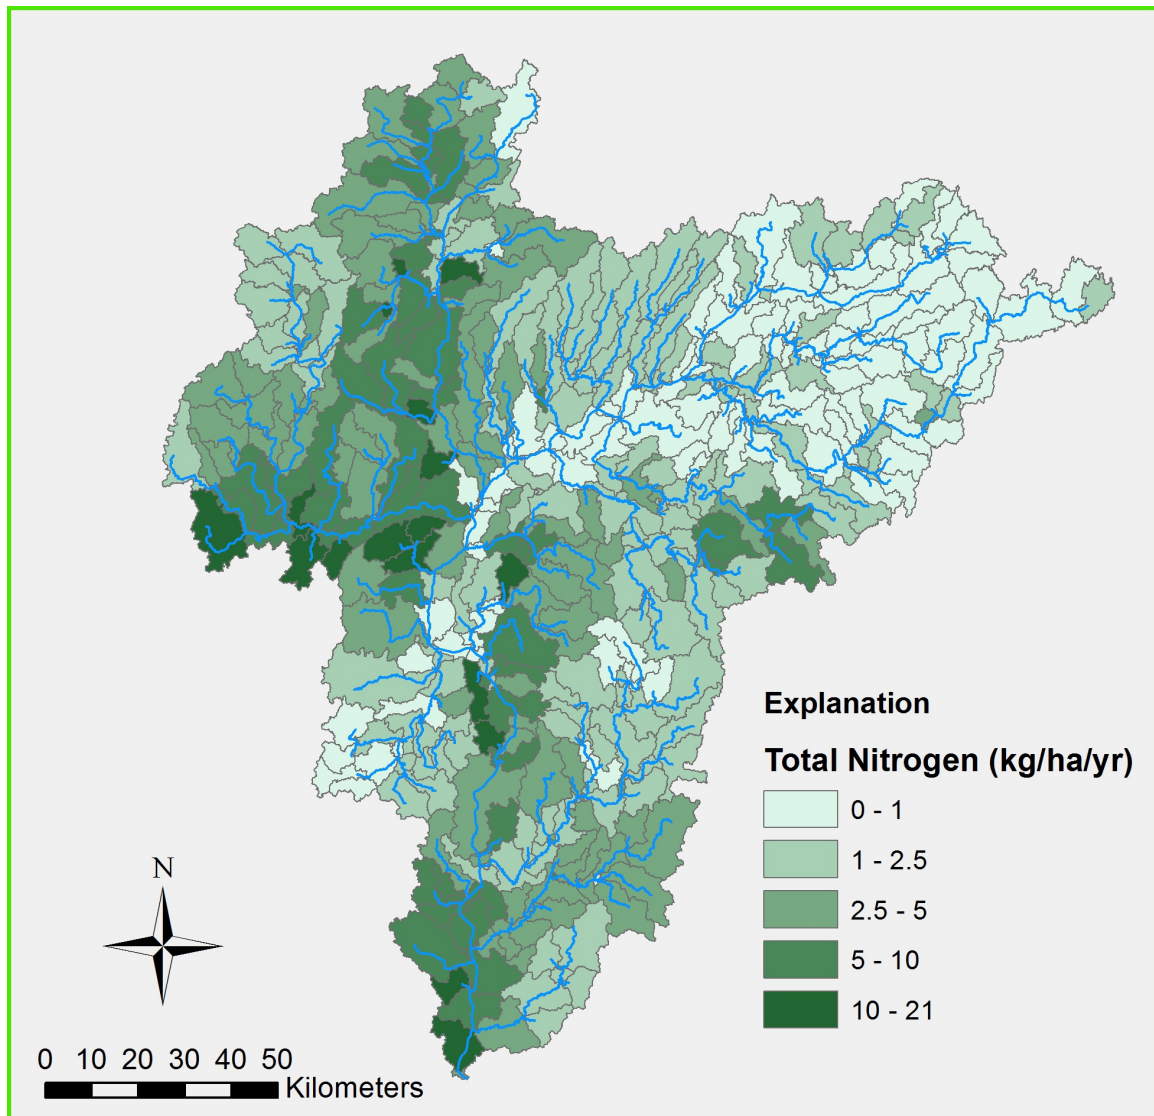 Explanation
Total Nitrogen (kg/ha/yr)
0 - 1
1 - 2.5
2.5 - 5
5 - 10
10 - 21
N
0 10 20 30 40 50
Kilometers